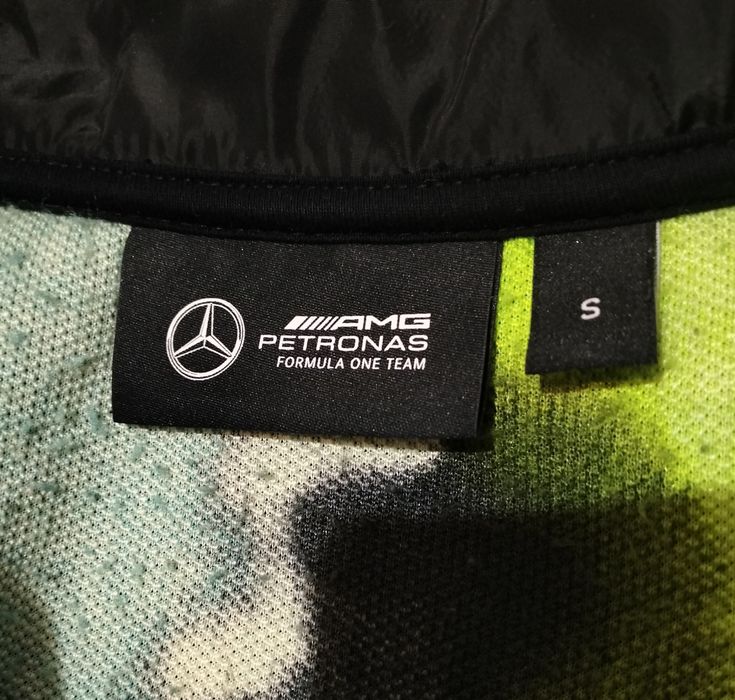 AMG
PETRONAS
FORMULA ONE TEAM
S